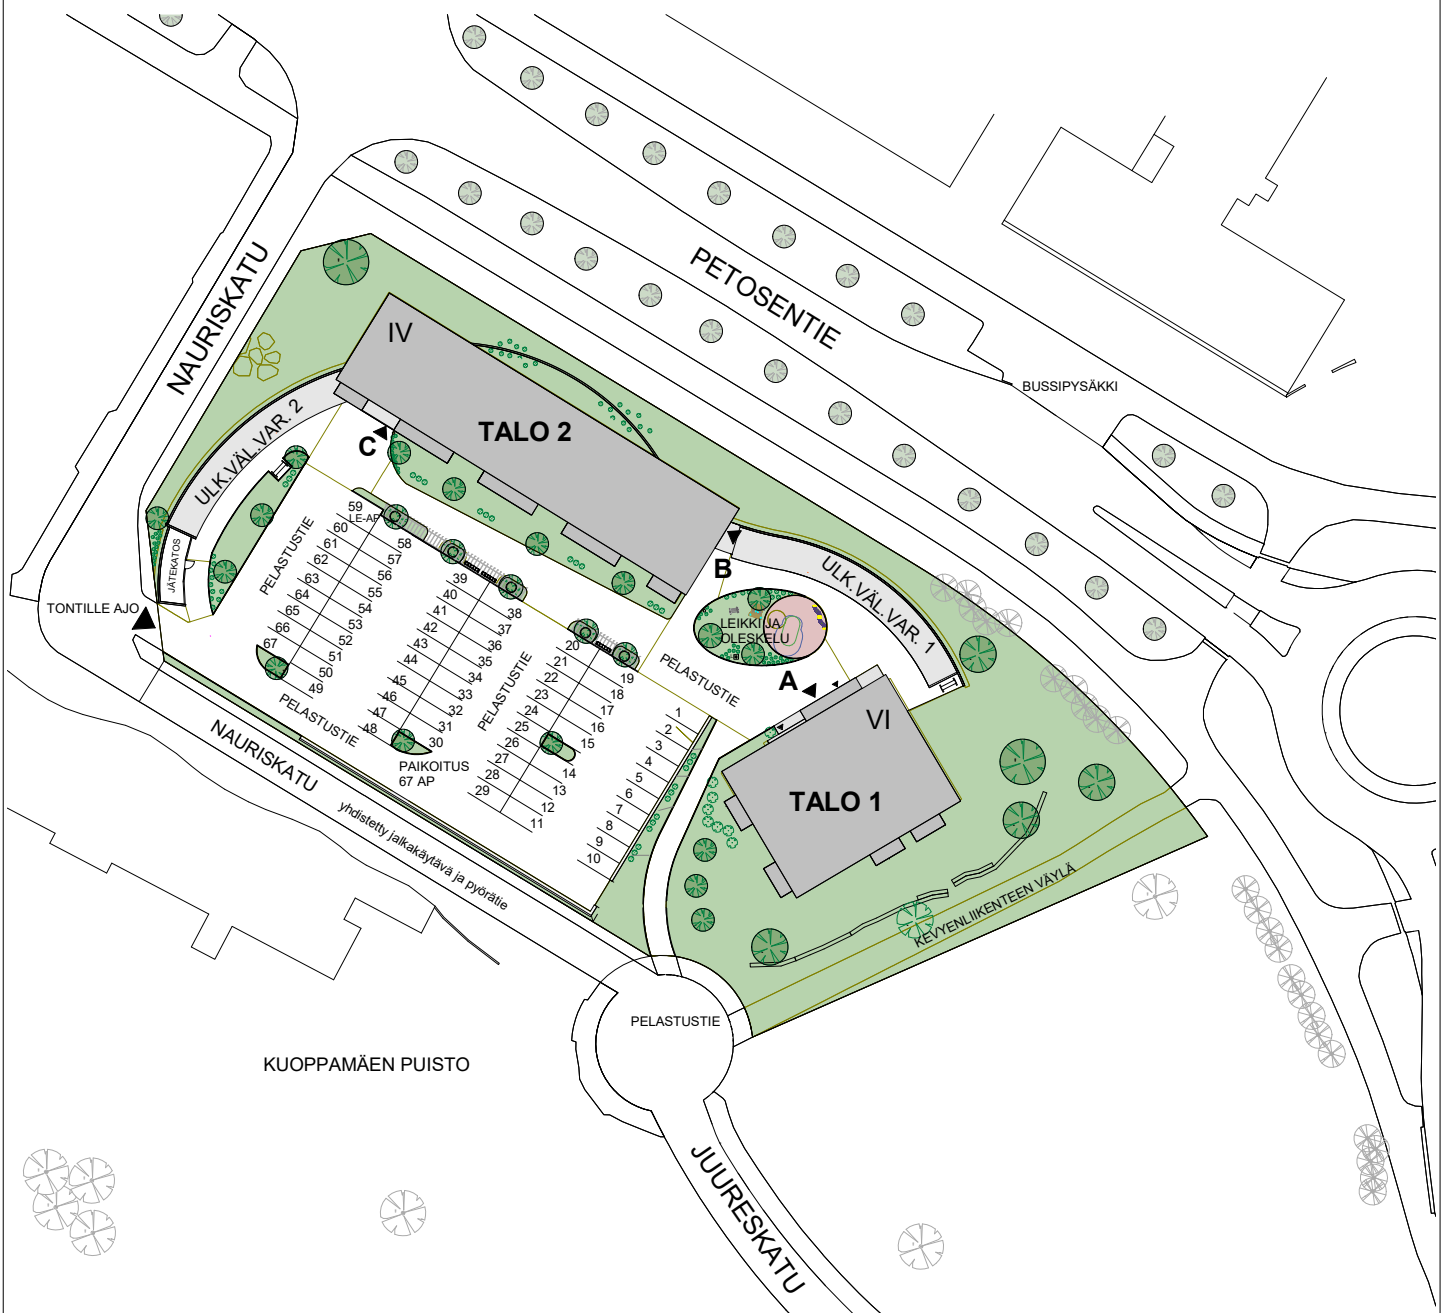 NAURISKATU
PETOSENTIE
BUSSIPYSÄKKI
IV
TALO 2
C
ULK.VÄL.VAR. 2
JÄTEKATOS
TONTILLE AJO
PELASTUSTIE
59
LE-AP
60
61
62
63
64
65
66
67
58
57
56
55
54
53
52
51
50
49
PELASTUSTIE
39
40
41
42
43
44
45
46
47
48
38
37
36
35
34
33
32
31
30
PAIKOITUS
67 AP
PELASTUSTIE
20
21
22
23
24
25
26
27
28
29
19
18
17
16
15
14
13
12
11
1
2
3
4
5
6
7
8
9
10
B
ULK.VÄL.VAR. 1
LEIKKI JA
OLESKELU
PELASTUSTIE
A
VI
TALO 1
NAURISKATU
yhdistetty jalkakäytävä ja pyörätie
KEVYENLIIKENTEEN VÄYLÄ
PELASTUSTIE
KUOPPAMÄEN PUISTO
JUURESKATU